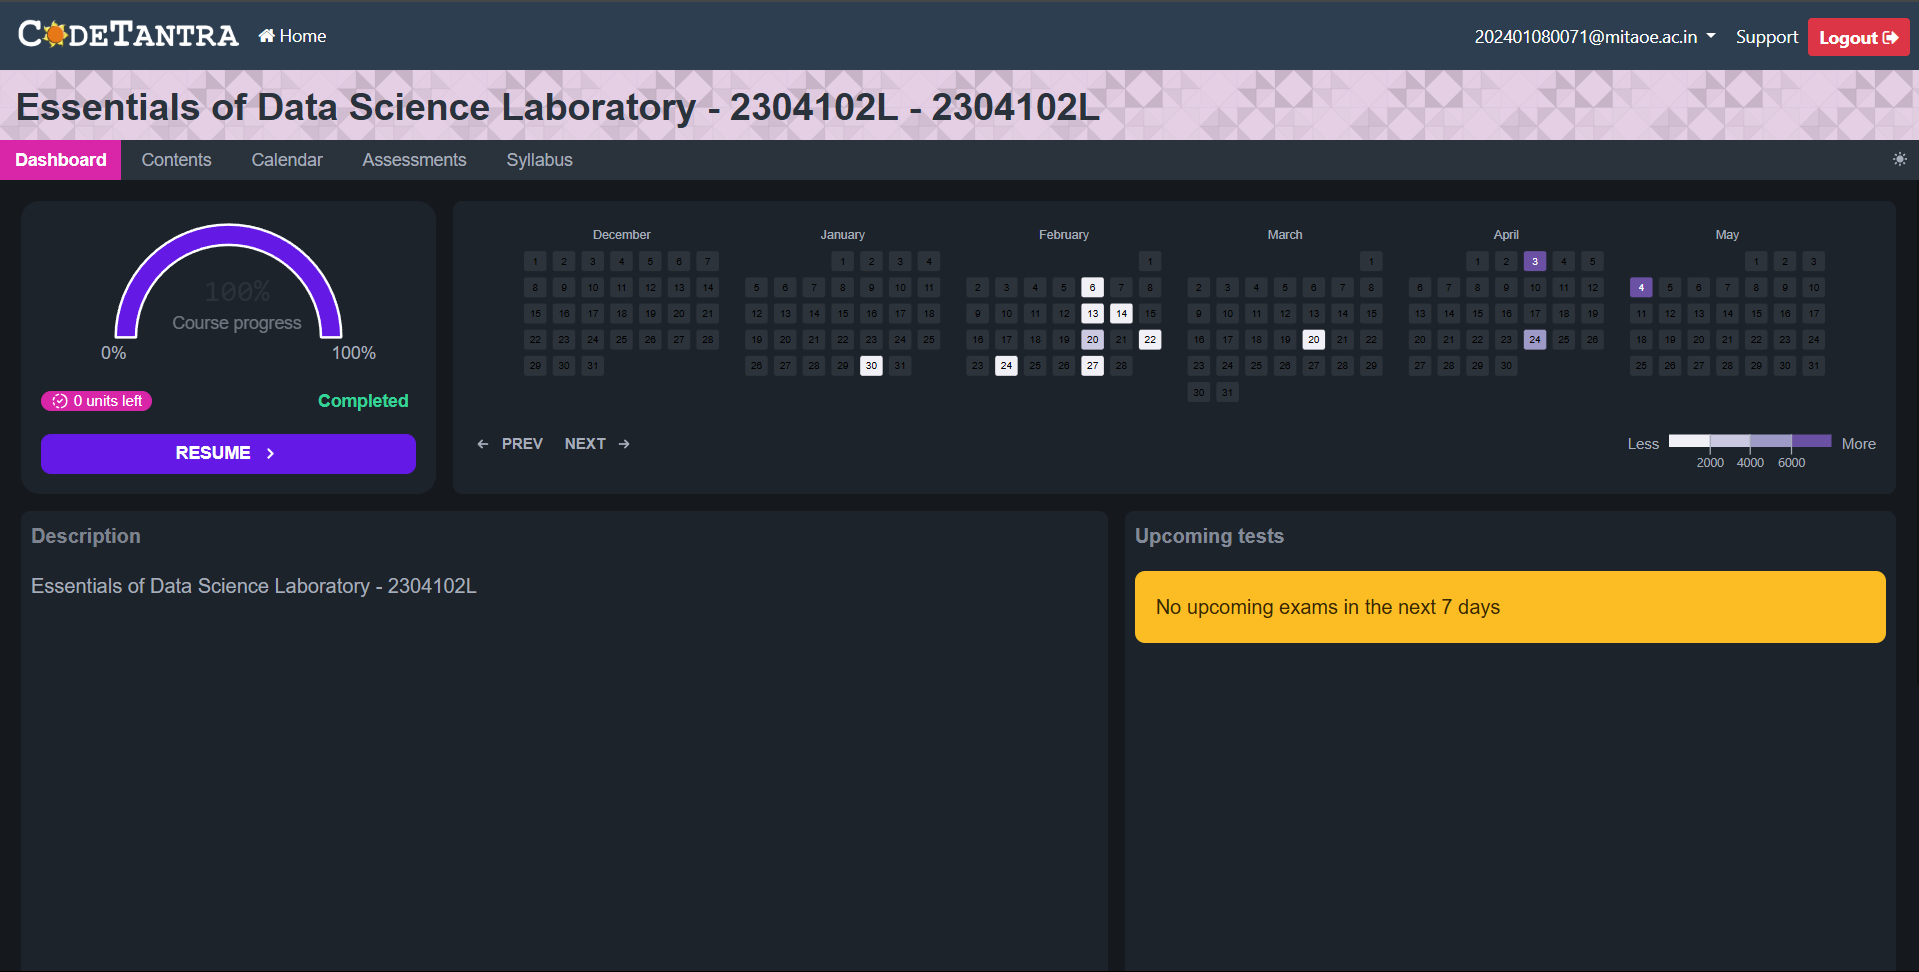 CODETANTRA Home 202401080071@mitaoe.ac.in Support Logout
Essentials of Data Science Laboratory - 2304102L - 2304102L
Dashboard Contents Calendar Assessments Syllabus
100%
Course progress
0% 100%
0 units left Completed
RESUME
December
1 2 3 4 5 6 7
8 9 10 11 12 13 14
15 16 17 18 19 20 21
22 23 24 25 26 27 28
29 30 31
January
1 2 3 4
5 6 7 8 9 10 11
12 13 14 15 16 17 18
19 20 21 22 23 24 25
26 27 28 29 30 31
February
1
2 3 4 5 6 7 8
9 10 11 12 13 14 15
16 17 18 19 20 21 22
23 24 25 26 27 28
March
1
2 3 4 5 6 7 8
9 10 11 12 13 14 15
16 17 18 19 20 21 22
23 24 25 26 27 28 29
30 31
April
1 2 3 4 5
6 7 8 9 10 11 12
13 14 15 16 17 18 19
20 21 22 23 24 25 26
27 28 29 30
May
1 2 3
4 5 6 7 8 9 10
11 12 13 14 15 16 17
18 19 20 21 22 23 24
25 26 27 28 29 30 31
PREV NEXT
Less More
2000 4000 6000
Description
Essentials of Data Science Laboratory - 2304102L
Upcoming tests
No upcoming exams in the next 7 days